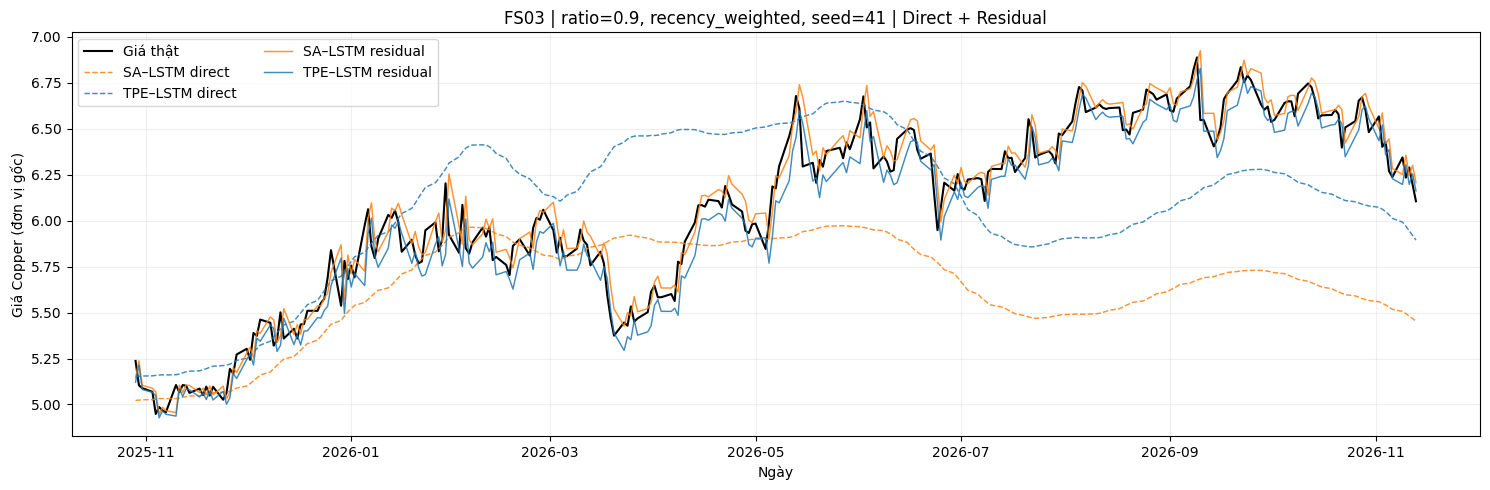 FS03 | ratio=0.9, recency_weighted, seed=41 | Direct + Residual
Giá thật
SA–LSTM direct
TPE–LSTM direct
SA–LSTM residual
TPE–LSTM residual
Giá Copper (đơn vị gốc)
7.00
6.75
6.50
6.25
6.00
5.75
5.50
5.25
5.00
2025-11
2026-01
2026-03
2026-05
2026-07
2026-09
2026-11
Ngày